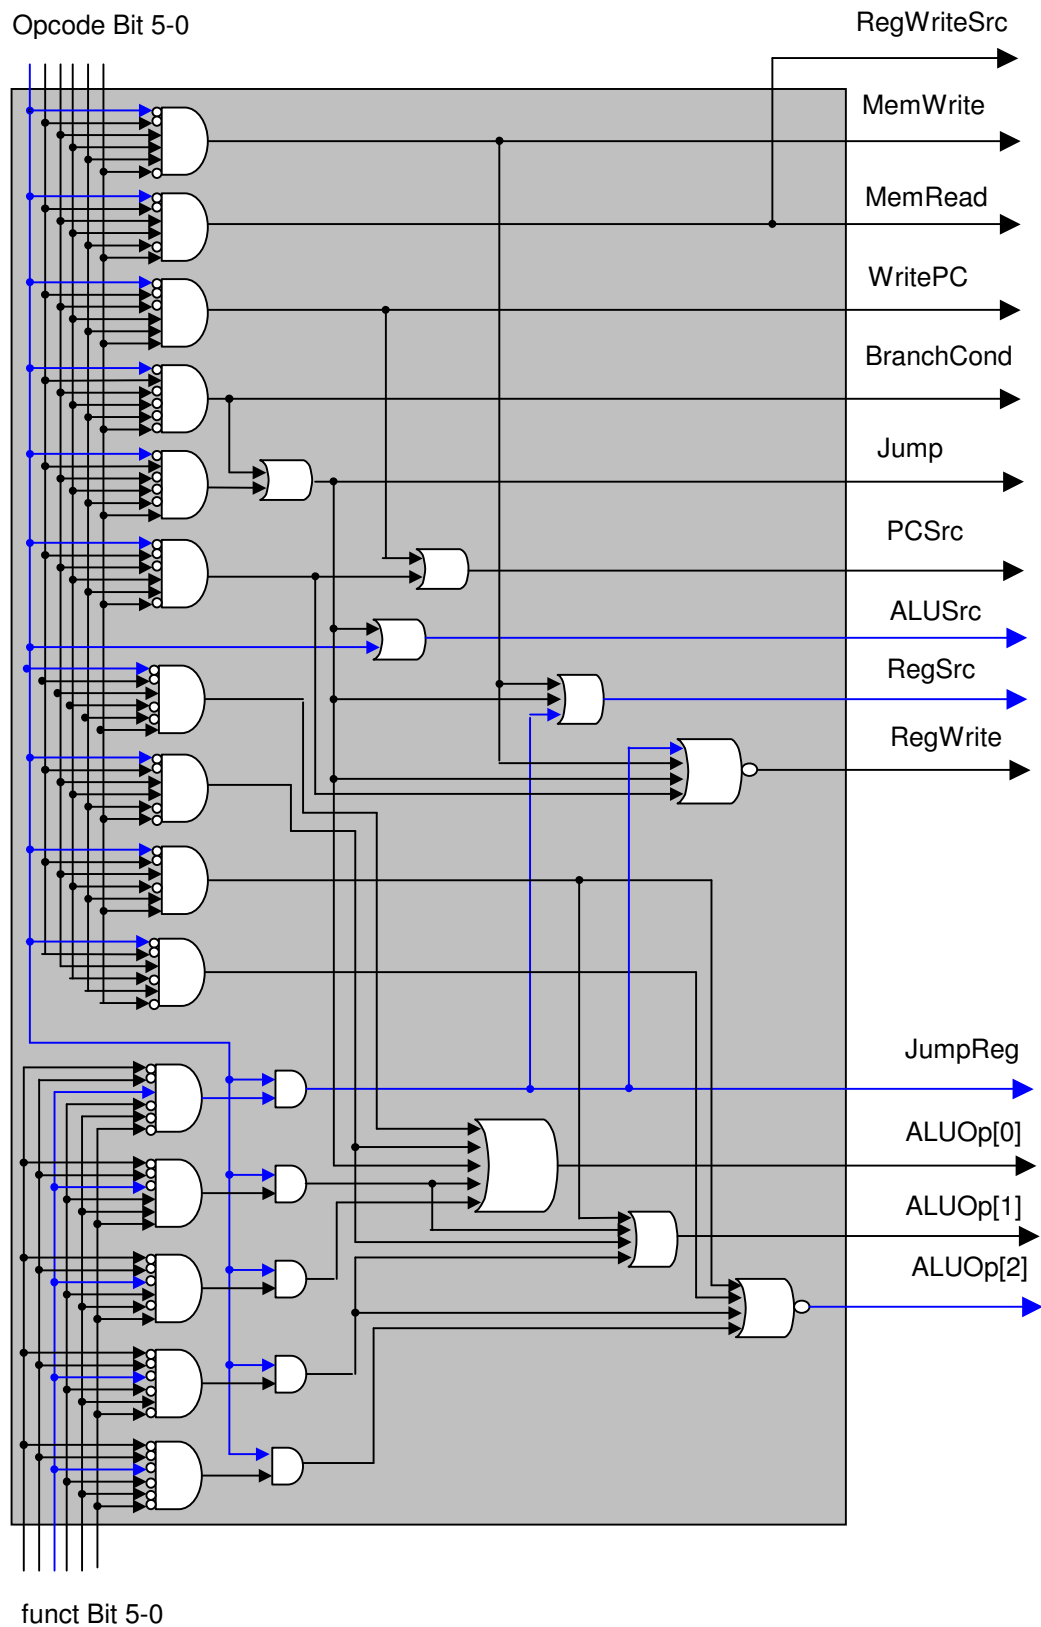 Opcode Bit 5-0
RegWriteSrc
MemWrite
MemRead
WritePC
BranchCond
Jump
PCSrc
ALUSrc
RegSrc
RegWrite
JumpReg
ALUOp[0]
ALUOp[1]
ALUOp[2]
funct Bit 5-0